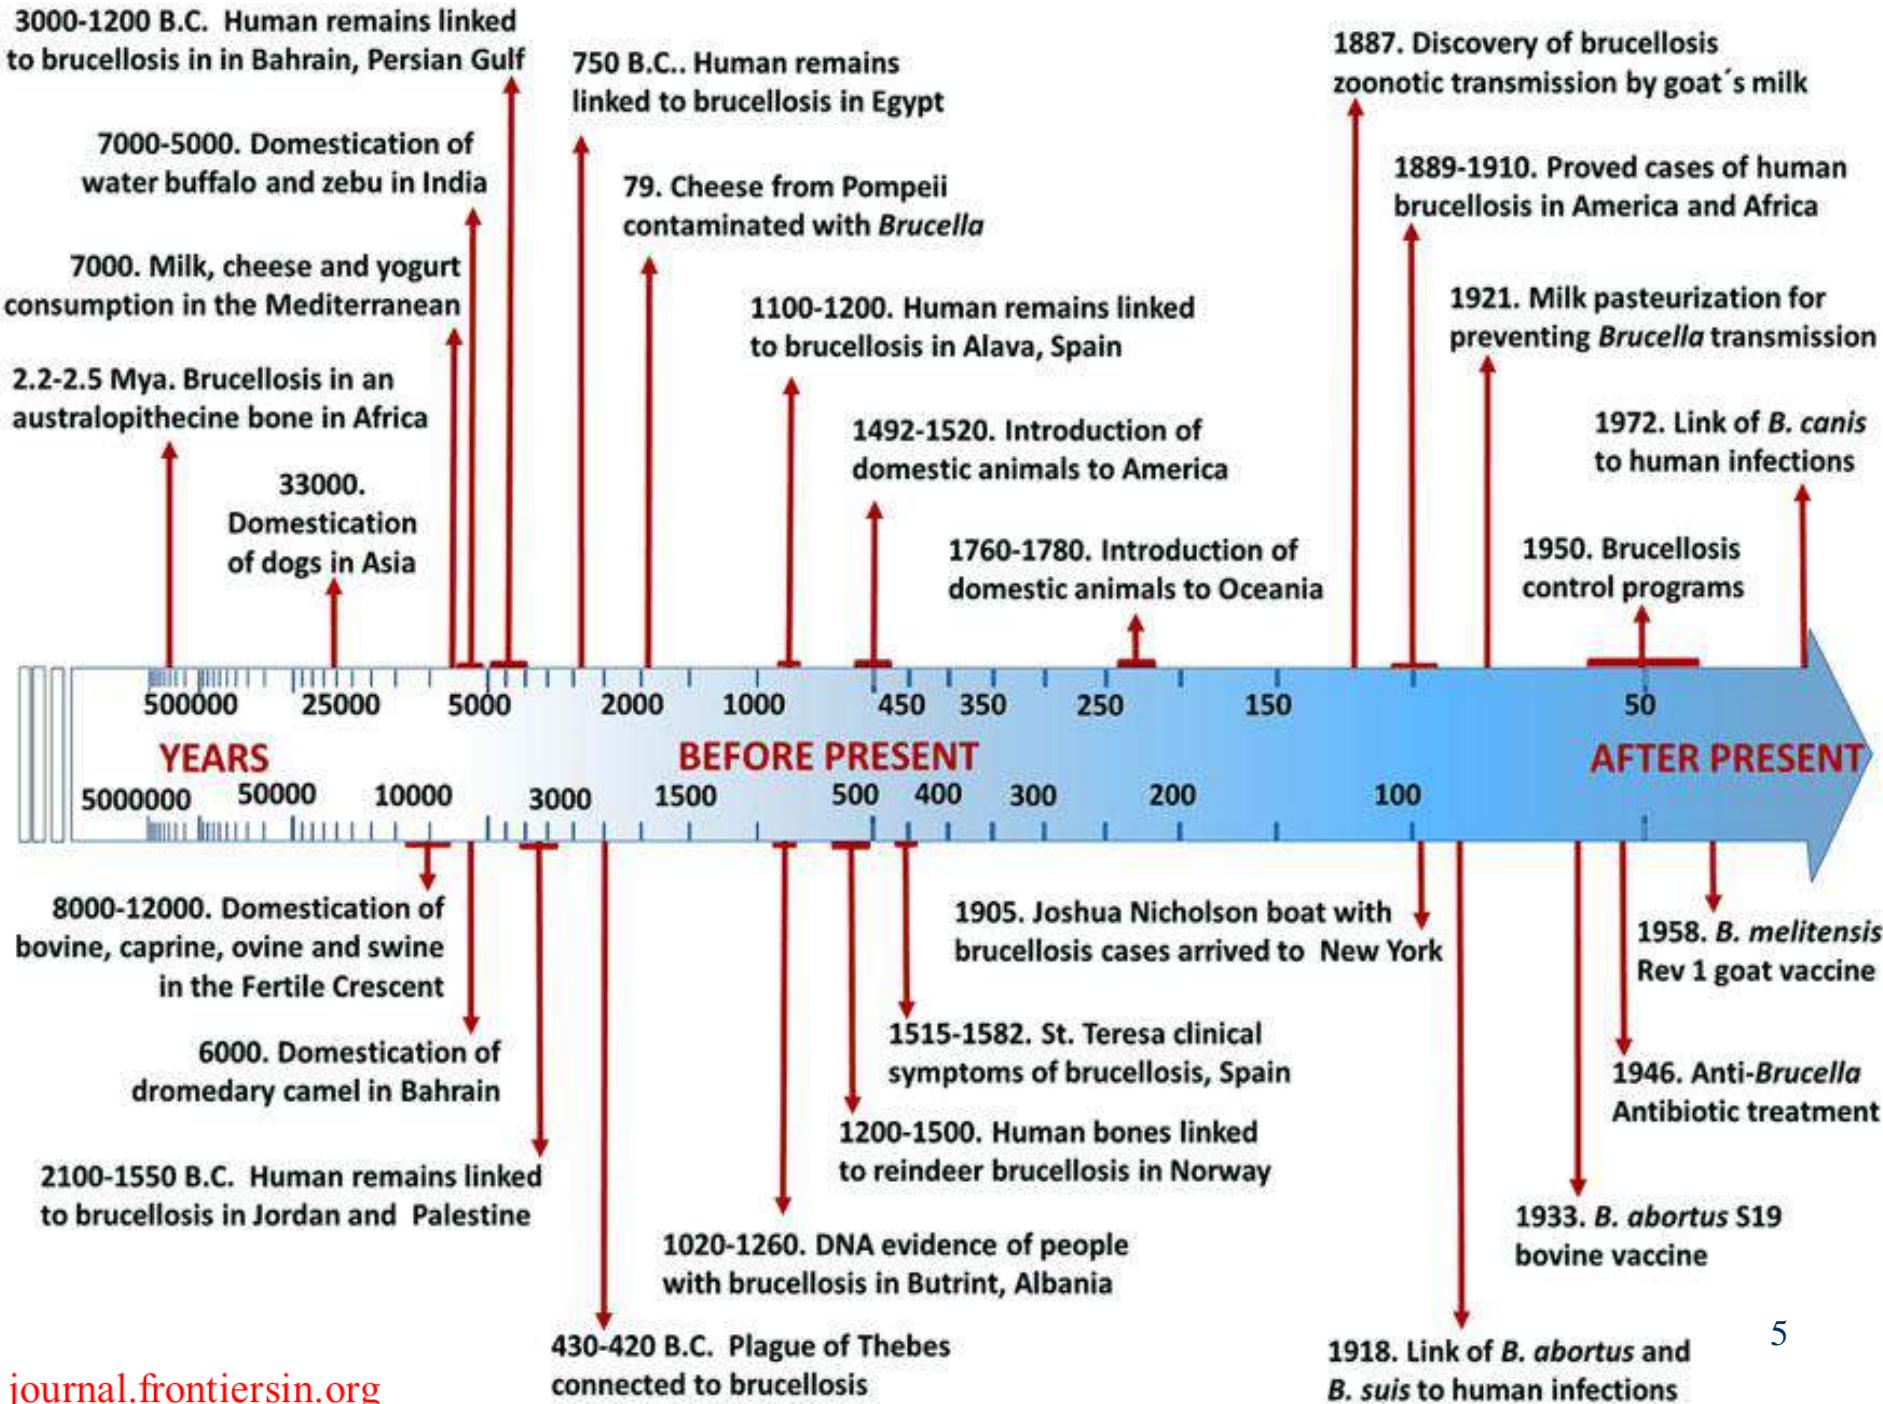 3000-1200 B.C. Human remains linked
to brucellosis in in Bahrain, Persian Gulf
750 B.C.. Human remains
linked to brucellosis in Egypt
1887. Discovery of brucellosis
zoonotic transmission by goat´s milk
7000-5000. Domestication of
water buffalo and zebu in India
79. Cheese from Pompeii
contaminated with Brucella
1889-1910. Proved cases of human
brucellosis in America and Africa
7000. Milk, cheese and yogurt
consumption in the Mediterranean
1100-1200. Human remains linked
to brucellosis in Alava, Spain
1921. Milk pasteurization for
preventing Brucella transmission
2.2-2.5 Mya. Brucellosis in an
australopithecine bone in Africa
1492-1520. Introduction of
domestic animals to America
1972. Link of B. canis
to human infections
33000.
Domestication
of dogs in Asia
1760-1780. Introduction of
domestic animals to Oceania
1950. Brucellosis
control programs
500000 25000 5000 2000 1000 450 350 250 150 50
YEARS BEFORE PRESENT AFTER PRESENT
5000000 50000 10000 3000 1500 500 400 300 200 100
8000-12000. Domestication of
bovine, caprine, ovine and swine
in the Fertile Crescent
1905. Joshua Nicholson boat with
brucellosis cases arrived to New York
1958. B. melitensis
Rev 1 goat vaccine
6000. Domestication of
dromedary camel in Bahrain
1515-1582. St. Teresa clinical
symptoms of brucellosis, Spain
1946. Anti-Brucella
Antibiotic treatment
2100-1550 B.C. Human remains linked
to brucellosis in Jordan and Palestine
1200-1500. Human bones linked
to reindeer brucellosis in Norway
1020-1260. DNA evidence of people
with brucellosis in Butrint, Albania
1933. B. abortus S19
bovine vaccine
430-420 B.C. Plague of Thebes
connected to brucellosis
1918. Link of B. abortus and
B. suis to human infections
5
journal.frontiersin.org